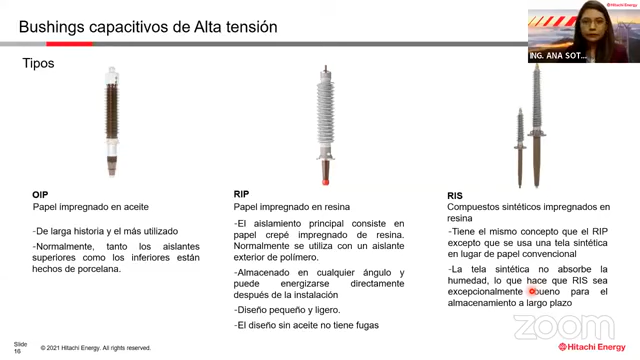 Bushings capacitivos de Alta tensión
Hitachi Energy
ING. ANA SOT...
Tipos
OIP
Papel impregnado en aceite
-De larga historia y el más utilizado
-Normalmente, tanto los aislantes
superiores como los inferiores están
hechos de porcelana.
RIP
Papel impregnado en resina
-El aislamiento principal consiste en
papel crepé impregnado de resina.
Normalmente se utiliza con un aislante
exterior de polímero.
-Almacenado en cualquier ángulo y
puede energizarse directamente
después de la instalación
-Diseño pequeño y ligero.
-El diseño sin aceite no tiene fugas
RIS
Compuestos sintéticos impregnados en
resina
-Tiene el mismo concepto que el RIP
excepto que se usa una tela sintética
en lugar de papel convencional
-La tela sintética no absorbe la
humedad, lo que hace que RIS sea
excepcionalmente bueno para el
almacenamiento a largo plazo
zoom
Slide
16
© 2021 Hitachi Energy. All rights reserved.
Hitachi Energy